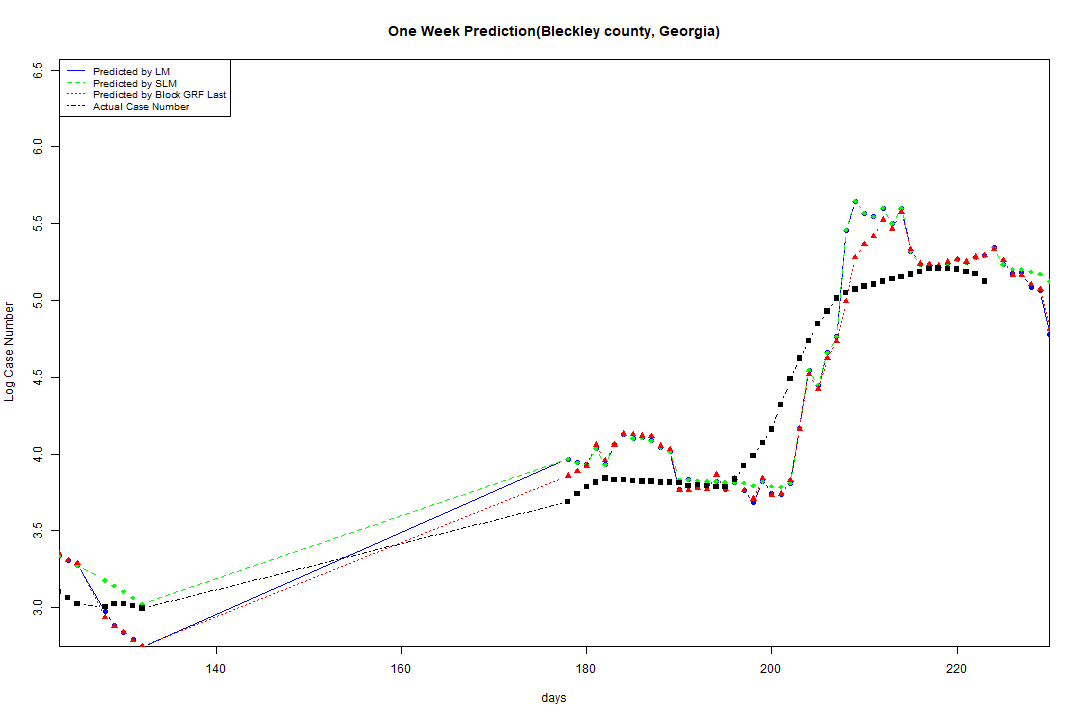 One Week Prediction(Bleckley county, Georgia)
Predicted by LM
Predicted by SLM
Predicted by Block GRF Last
Actual Case Number
6.5
6.0
5.5
5.0
4.5
4.0
3.5
3.0
Log Case Number
140 160 180 200 220
days